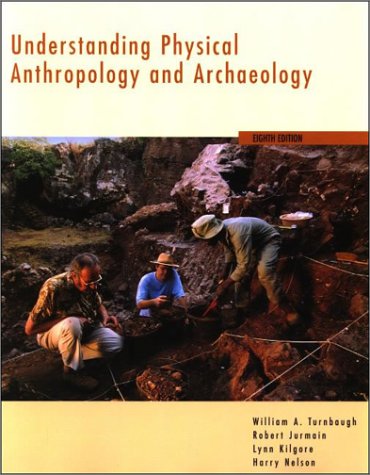 Understanding Physical
Anthropology and Archaeology
EIGHTH EDITION
William A. Turnbaugh
Robert Jurmain
Lynn Kilgore
Harry Nelson